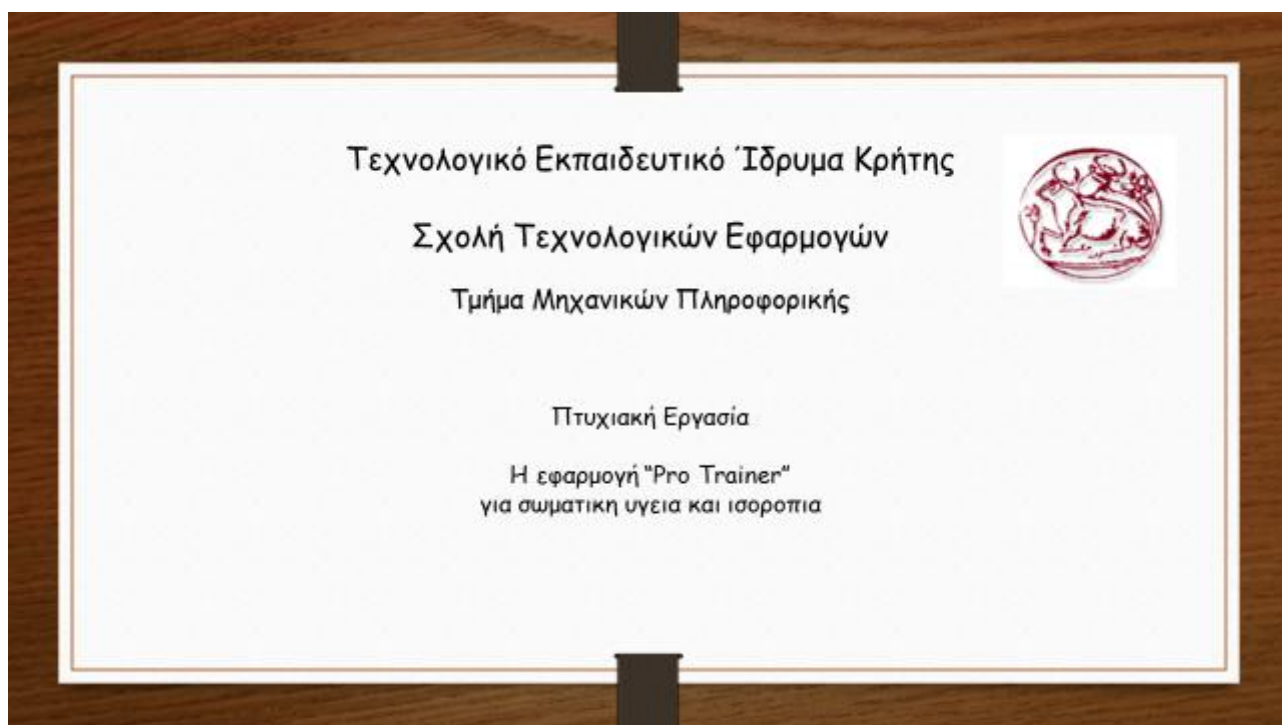 Τεχνολογικό Εκπαιδευτικό Ίδρυμα Κρήτης
Σχολή Τεχνολογικών Εφαρμογών
Τμήμα Μηχανικών Πληροφορικής
Πτυχιακή Εργασία
Η εφαρμογή “Pro Trainer”
για σωματικη υγεια και ισοροπια